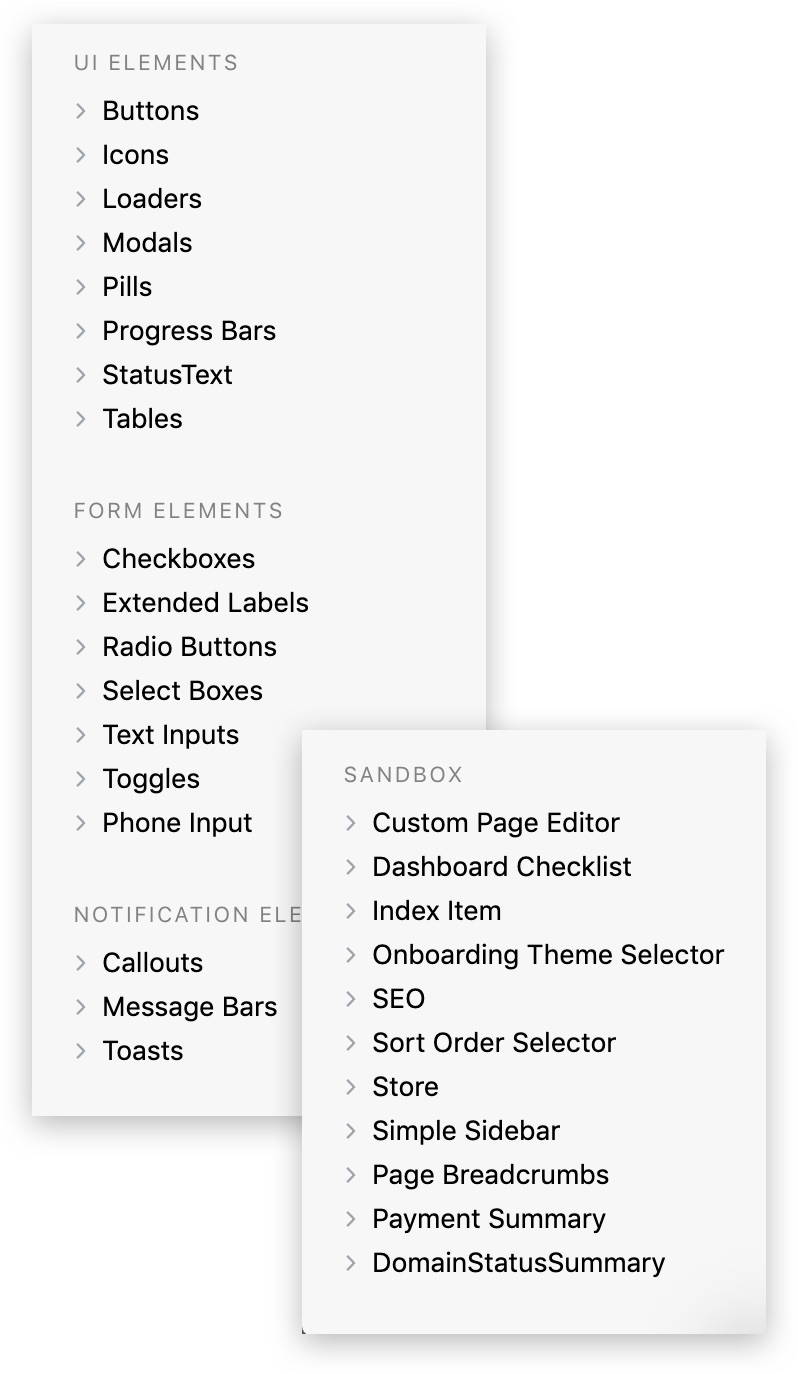 UI ELEMENTS
Buttons
Icons
Loaders
Modals
Pills
Progress Bars
StatusText
Tables
FORM ELEMENTS
Checkboxes
Extended Labels
Radio Buttons
Select Boxes
Text Inputs
Toggles
Phone Input
NOTIFICATION ELE
Callouts
Message Bars
Toasts
SANDBOX
Custom Page Editor
Dashboard Checklist
Index Item
Onboarding Theme Selector
SEO
Sort Order Selector
Store
Simple Sidebar
Page Breadcrumbs
Payment Summary
DomainStatusSummary